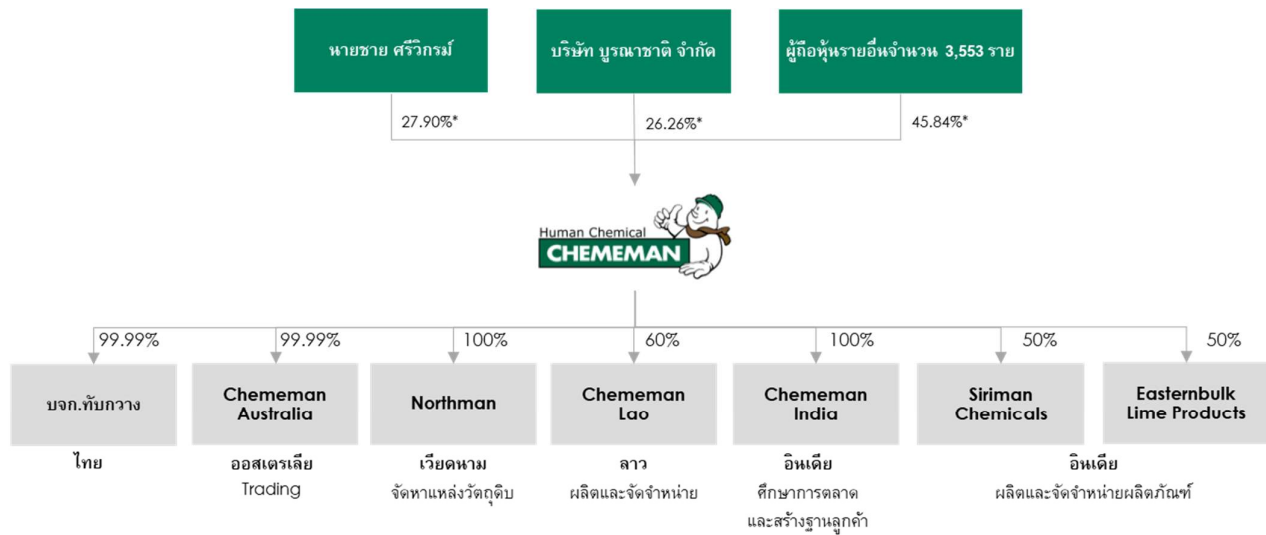 นายชาย ศรีวิกรม์
บริษัท บูรณาชาติ จำกัด
ผู้ถือหุ้นรายอื่นจำนวน 3,553 ราย
27.90%*
26.26%*
45.84%*
Human Chemical
CHEMEMAN
99.99%
99.99%
100%
60%
100%
50%
50%
บจก.ทับกวาง
Chememan
Australia
Northman
Chememan
Lao
Chememan
India
Siriman
Chemicals
Easternbulk
Lime Products
ไทย
ออสเตรเลีย
Trading
เวียดนาม
จัดหาแหล่งวัตถุดิบ
ลาว
ผลิตและจัดจำหน่าย
อินเดีย
ศึกษาการตลาด
และสร้างฐานลูกค้า
อินเดีย
ผลิตและจัดจำหน่ายผลิตภัณฑ์